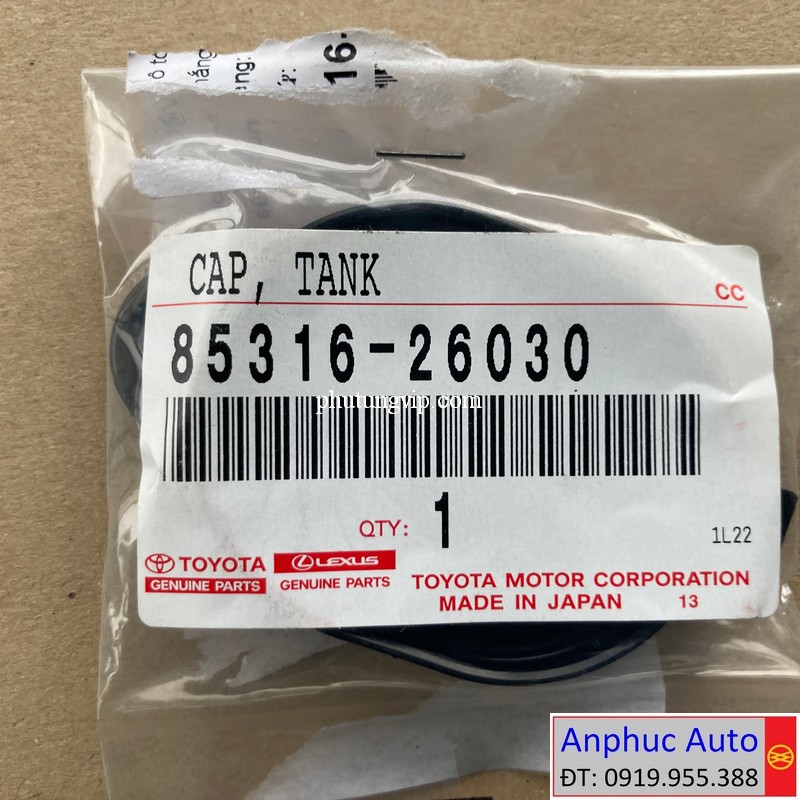 ô tô
16-
CAP, TANK
CC
85316-26030
phutungvip.com
QTY: 1
1L22
TOYOTA LEXUS
GENUINE PARTS GENUINE PARTS
TOYOTA MOTOR CORPORATION
MADE IN JAPAN 13
Anphuc Auto
ĐT: 0919.955.388